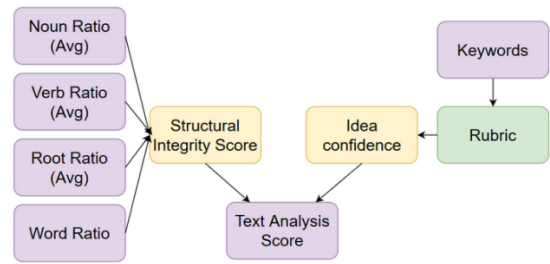 Noun Ratio
(Avg)
Verb Ratio
(Avg)
Root Ratio
(Avg)
Word Ratio
Structural
Integrity Score
Idea
confidence
Keywords
Rubric
Text Analysis
Score